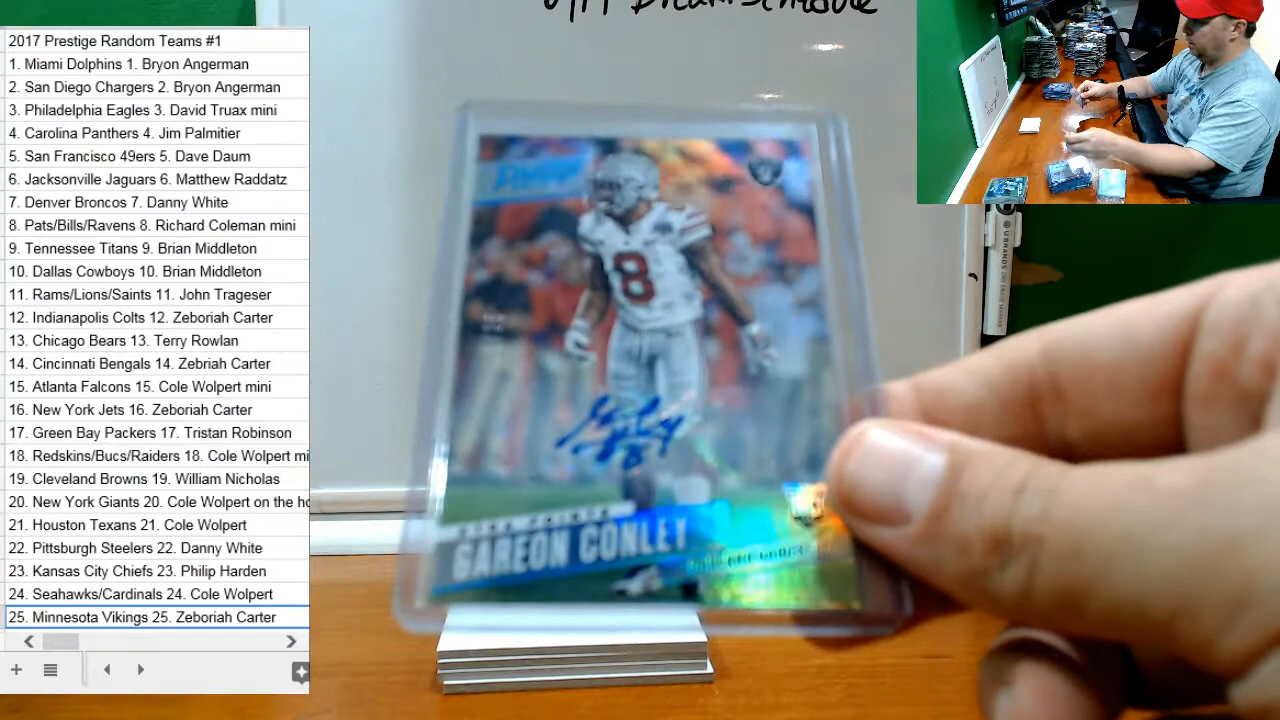 Break Schedule
2017 Prestige Random Teams #1
1. Miami Dolphins 1. Bryon Angerman
2. San Diego Chargers 2. Bryon Angerman
3. Philadelphia Eagles 3. David Truax mini
4. Carolina Panthers 4. Jim Palmitier
5. San Francisco 49ers 5. Dave Daum
6. Jacksonville Jaguars 6. Matthew Raddatz
7. Denver Broncos 7. Danny White
8. Pats/Bills/Ravens 8. Richard Coleman mini
9. Tennessee Titans 9. Brian Middleton
10. Dallas Cowboys 10. Brian Middleton
11. Rams/Lions/Saints 11. John Trageser
12. Indianapolis Colts 12. Zeboriah Carter
13. Chicago Bears 13. Terry Rowlan
14. Cincinnati Bengals 14. Zebriah Carter
15. Atlanta Falcons 15. Cole Wolpert mini
16. New York Jets 16. Zeboriah Carter
17. Green Bay Packers 17. Tristan Robinson
18. Redskins/Bucs/Raiders 18. Cole Wolpert mi
19. Cleveland Browns 19. William Nicholas
20. New York Giants 20. Cole Wolpert on the ho
21. Houston Texans 21. Cole Wolpert
22. Pittsburgh Steelers 22. Danny White
23. Kansas City Chiefs 23. Philip Harden
24. Seahawks/Cardinals 24. Cole Wolpert
25. Minnesota Vikings 25. Zeboriah Carter
Prestige
8
8
GAREON CONLEY
UBRANDS